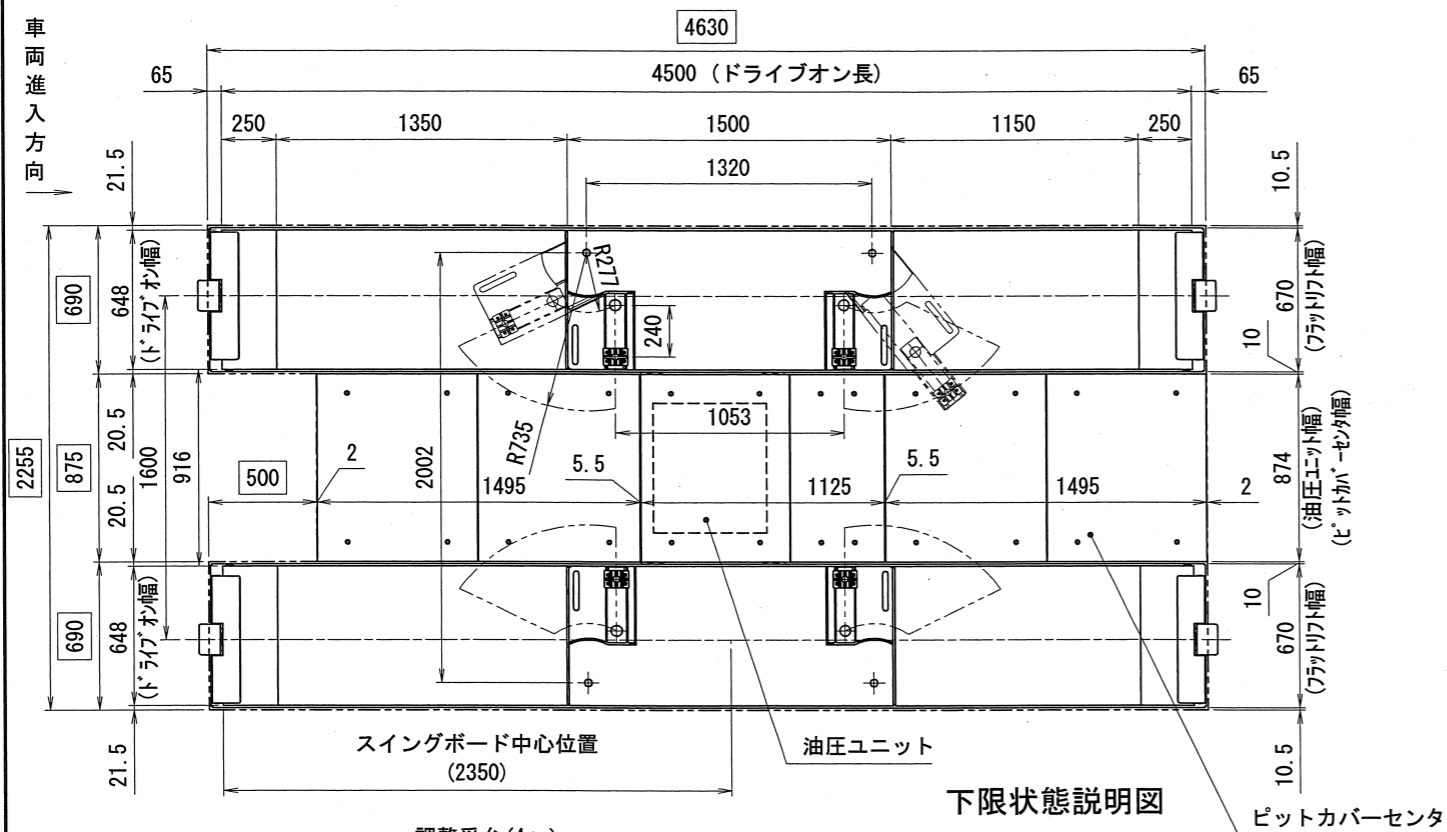 車両進入方向
4630
65
4500 (ドライブオン長)
65
250
1350
1500
1150
250
1320
21.5
10.5
690
648
(ドライブオン幅)
R277
240
670
(フラットリフト幅)
10
2255
875
20.5
20.5
1600
916
500
2
1495
2002
R735
5.5
1053
1125
5.5
1495
2
874
(油圧ユニット幅)
(ピットカバーセンタ幅)
690
648
(ドライブオン幅)
10
670
(フラットリフト幅)
21.5
10.5
スイングボード中心位置
(2350)
油圧ユニット
下限状態説明図
ピットカバーセンタ